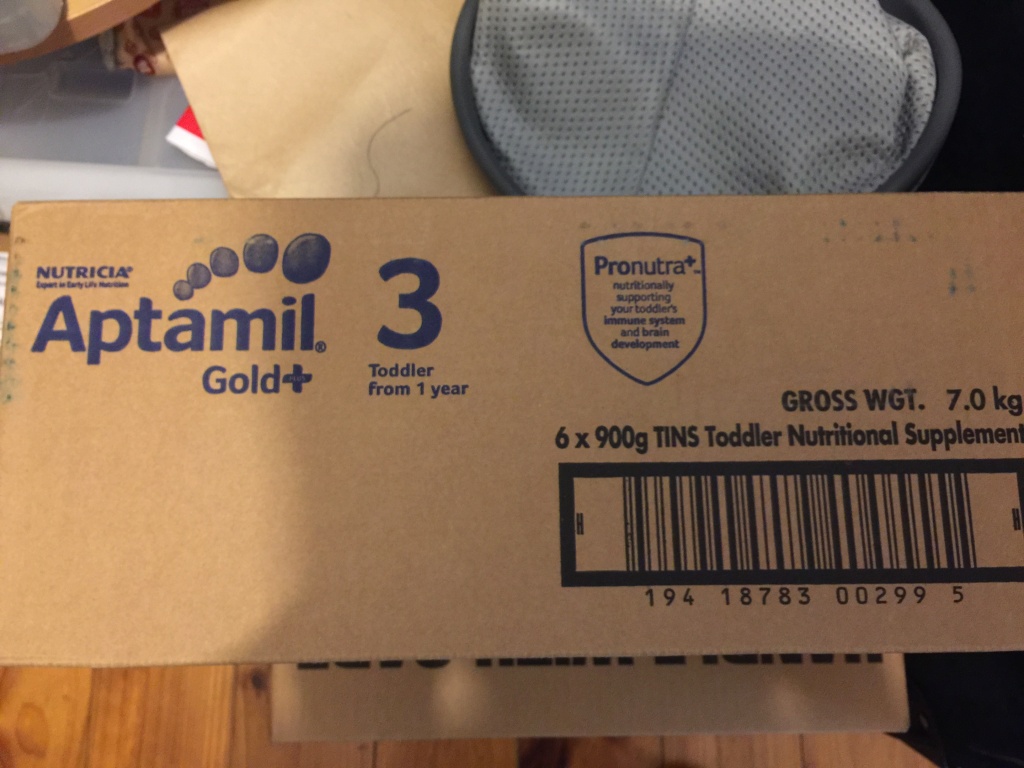 NUTRICIA®
Expert in Early Life Nutrition
Aptamil®
Gold+
3
Toddler
from 1 year
Pronutra+™
nutritionally
supporting
your toddler's
immune system
and brain
development
GROSS WGT. 7.0 kg
6 x 900g TINS Toddler Nutritional Supplement
H H
194 18783 00299 5